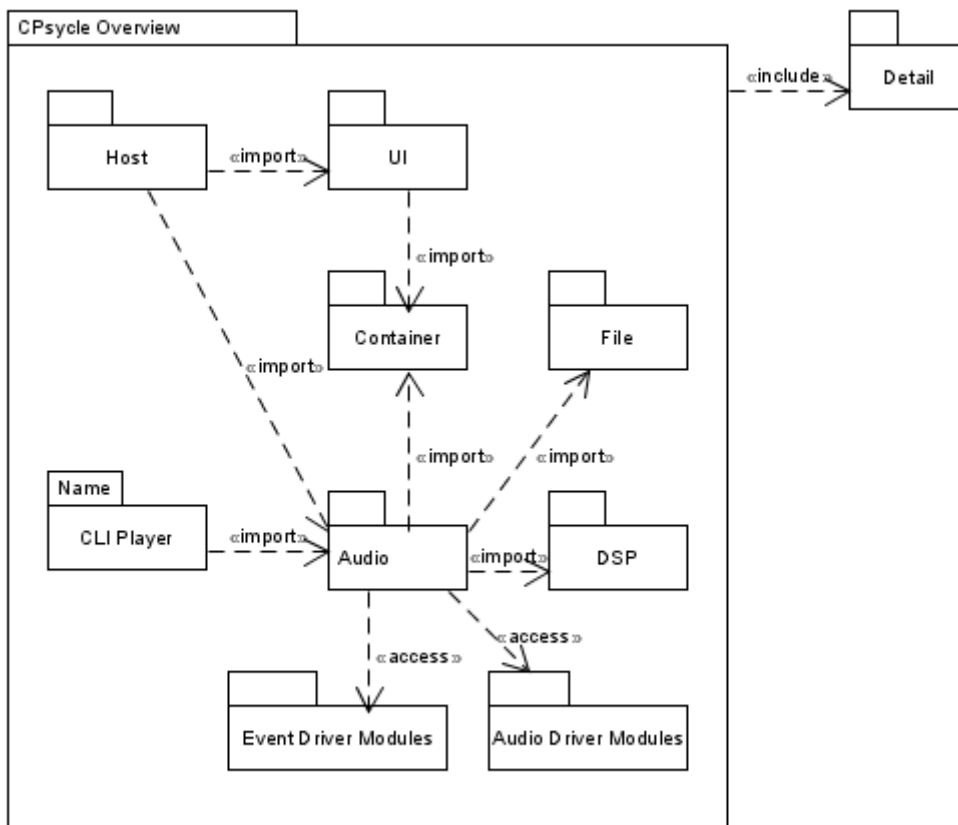 CPsycle Overview
«include»
Detail
Host
«import»
UI
«import»
Container
File
«import»
«import»
«import»
Name
CLI Player
«import»
Audio
«import»
DSP
«access»
«access»
Event Driver Modules
Audio Driver Modules